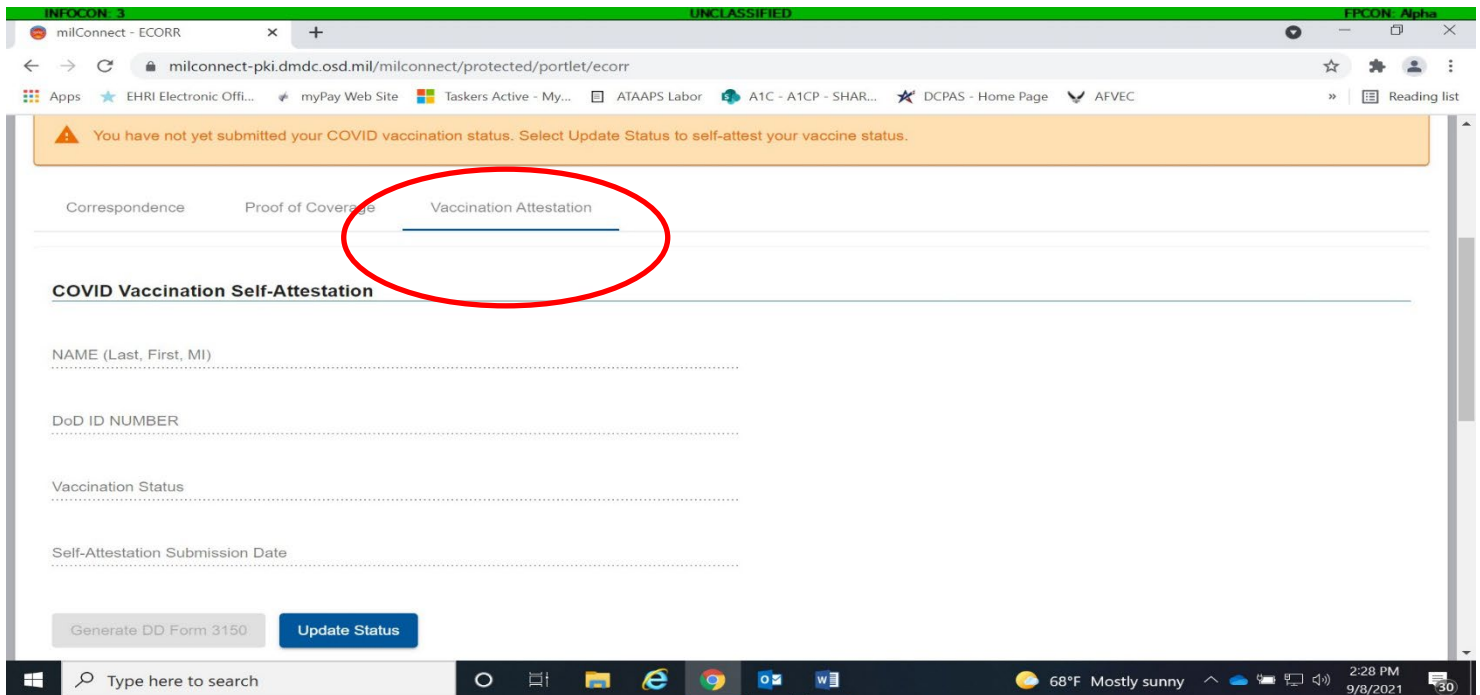 INFOCON: 3 UNCLASSIFIED FPCON: Alpha
milConnect - ECORR
milconnect-pki.dmdc.osd.mil/milconnect/protected/portlet/ecorr
Apps EHRI Electronic Offi... myPay Web Site Taskers Active - My... ATAAPS Labor A1C - A1CP - SHAR... DCPAS - Home Page AFVEC » Reading list
You have not yet submitted your COVID vaccination status. Select Update Status to self-attest your vaccine status.
Correspondence Proof of Coverage Vaccination Attestation
COVID Vaccination Self-Attestation
NAME (Last, First, MI)
DoD ID NUMBER
Vaccination Status
Self-Attestation Submission Date
Generate DD Form 3150 Update Status
Type here to search 68°F Mostly sunny 2:28 PM
9/8/2021 30